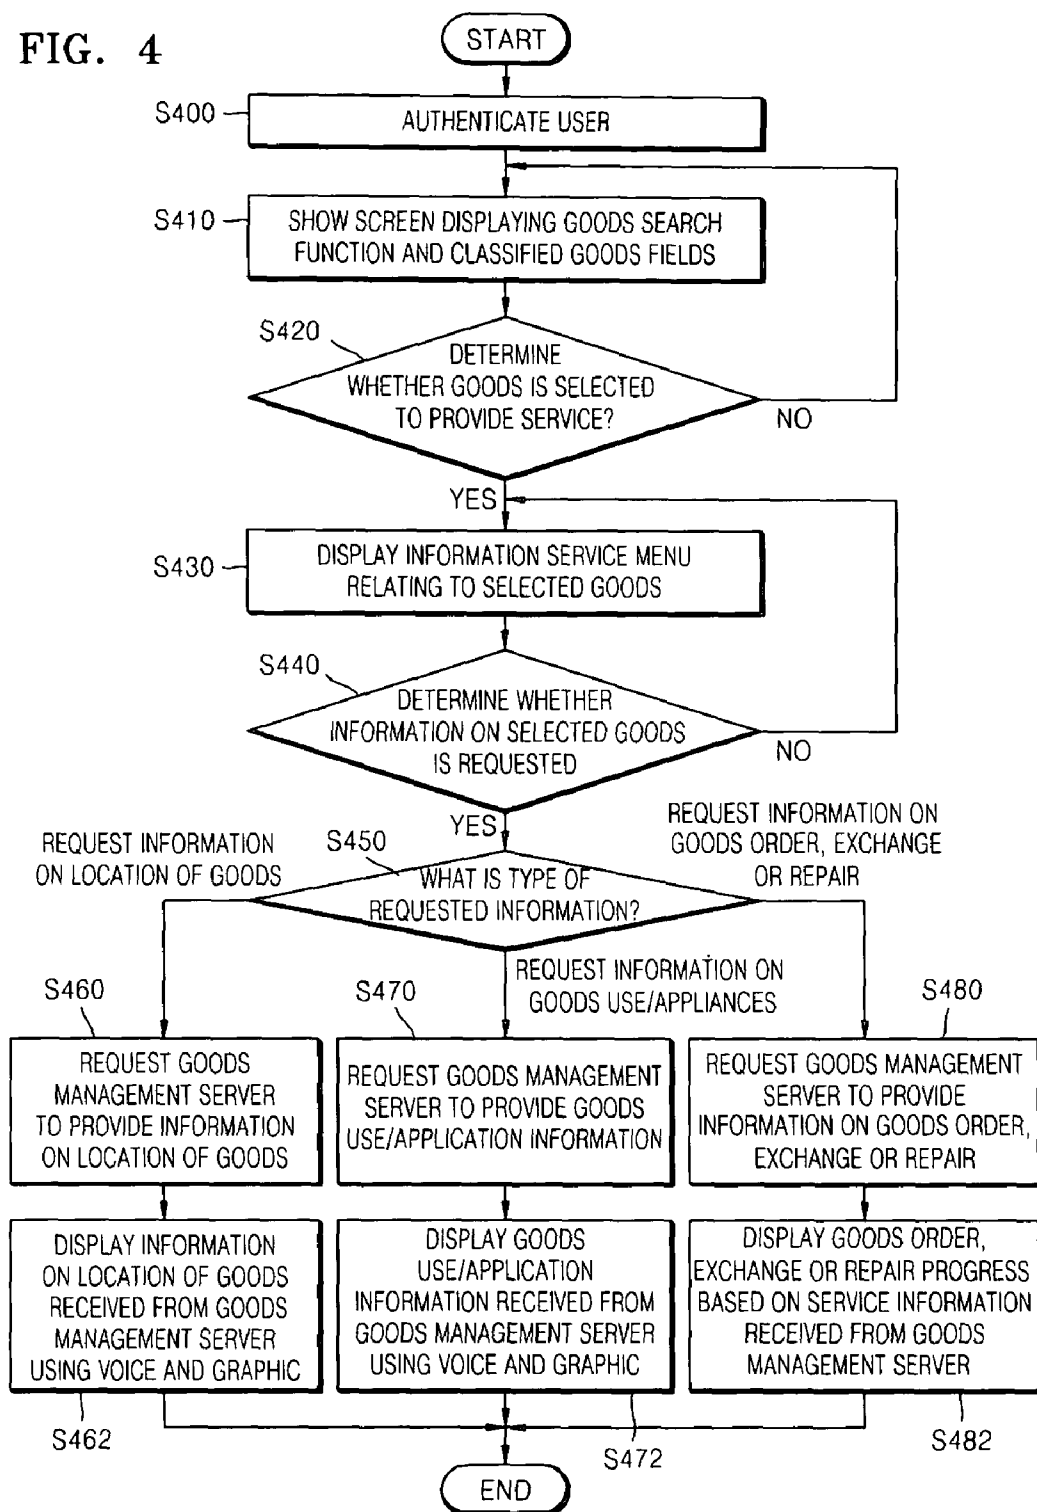 FIG. 4
START
S400
AUTHENTICATE USER
S410
SHOW SCREEN DISPLAYING GOODS SEARCH
FUNCTION AND CLASSIFIED GOODS FIELDS
S420
DETERMINE
WHETHER GOODS IS SELECTED
TO PROVIDE SERVICE?
NO
YES
S430
DISPLAY INFORMATION SERVICE MENU
RELATING TO SELECTED GOODS
S440
DETERMINE WHETHER
INFORMATION ON SELECTED GOODS
IS REQUESTED
NO
YES
S450
WHAT IS TYPE OF
REQUESTED INFORMATION?
REQUEST INFORMATION
ON LOCATION OF GOODS
REQUEST INFORMATION ON
GOODS USE/APPLIANCES
REQUEST INFORMATION ON
GOODS ORDER, EXCHANGE
OR REPAIR
S460
REQUEST GOODS
MANAGEMENT SERVER
TO PROVIDE INFORMATION
ON LOCATION OF GOODS
S470
REQUEST GOODS MANAGEMENT
SERVER TO PROVIDE GOODS
USE/APPLICATION INFORMATION
S480
REQUEST GOODS MANAGEMENT
SERVER TO PROVIDE
INFORMATION ON GOODS ORDER,
EXCHANGE OR REPAIR
DISPLAY INFORMATION
ON LOCATION OF GOODS
RECEIVED FROM GOODS
MANAGEMENT SERVER
USING VOICE AND GRAPHIC
S462
DISPLAY GOODS
USE/APPLICATION
INFORMATION RECEIVED FROM
GOODS MANAGEMENT SERVER
USING VOICE AND GRAPHIC
S472
DISPLAY GOODS ORDER,
EXCHANGE OR REPAIR PROGRESS
BASED ON SERVICE INFORMATION
RECEIVED FROM GOODS
MANAGEMENT SERVER
S482
END